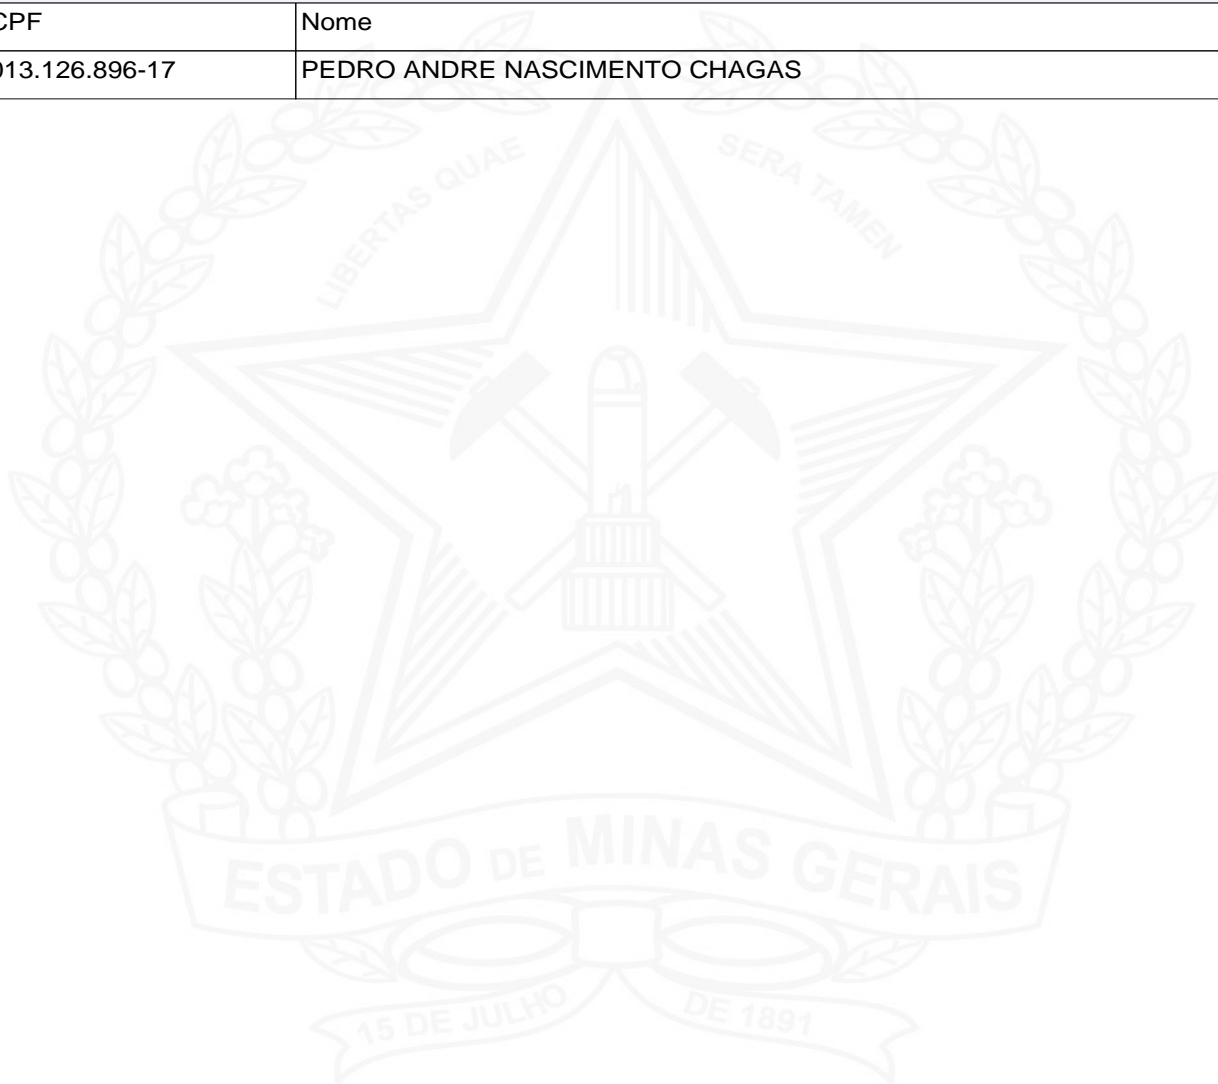 CPF Nome
013.126.896-17 PEDRO ANDRE NASCIMENTO CHAGAS
LIBERTAS QUAE SERA TAMEN
ESTADO DE MINAS GERAIS
15 DE JULHO DE 1891